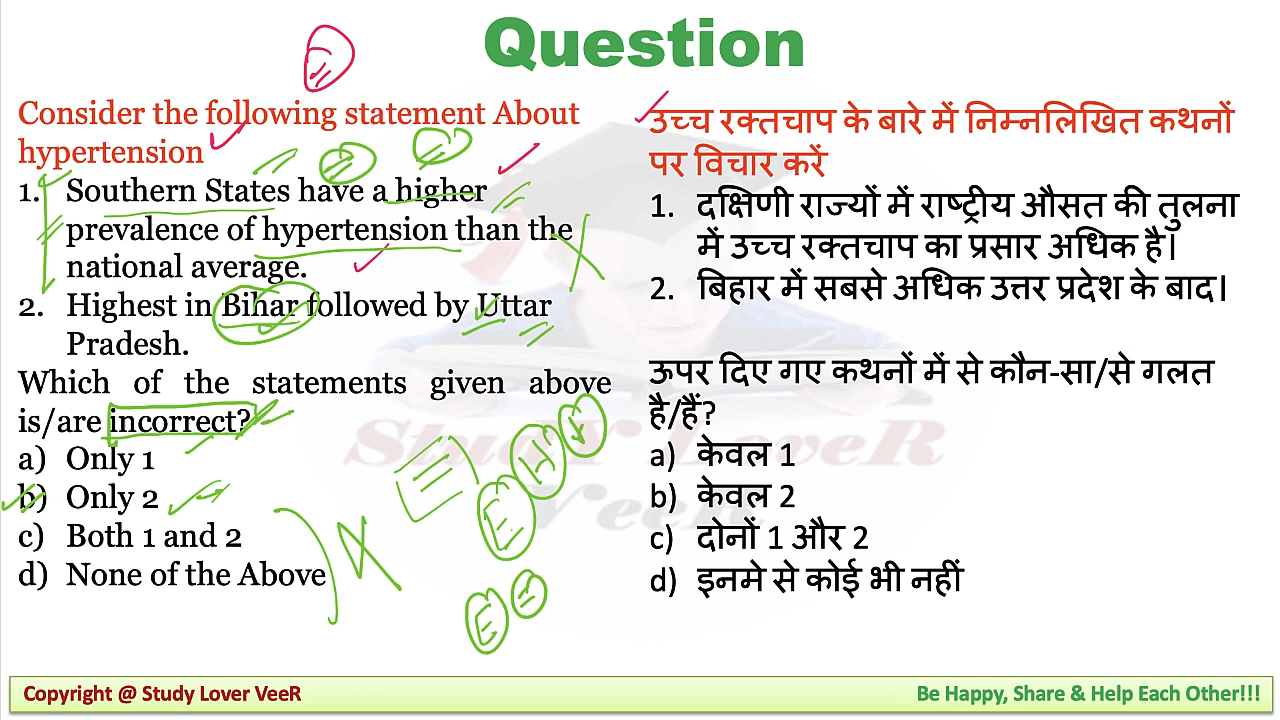 Question
Consider the following statement About
hypertension
1. Southern States have a higher
prevalence of hypertension than the
national average.
2. Highest in Bihar followed by Uttar
Pradesh.
Which of the statements given above
is/are incorrect?
a) Only 1
b) Only 2
c) Both 1 and 2
d) None of the Above
उच्च रक्तचाप के बारे में निम्नलिखित कथनों
पर विचार करें
1. दक्षिणी राज्यों में राष्ट्रीय औसत की तुलना
में उच्च रक्तचाप का प्रसार अधिक है।
2. बिहार में सबसे अधिक उत्तर प्रदेश के बाद।
ऊपर दिए गए कथनों में से कौन-सा/से गलत
है/हैं?
a) केवल 1
b) केवल 2
c) दोनों 1 और 2
d) इनमे से कोई भी नहीं
StudY LoveR
VeeR
Copyright @ Study Lover VeeR
Be Happy, Share & Help Each Other!!!